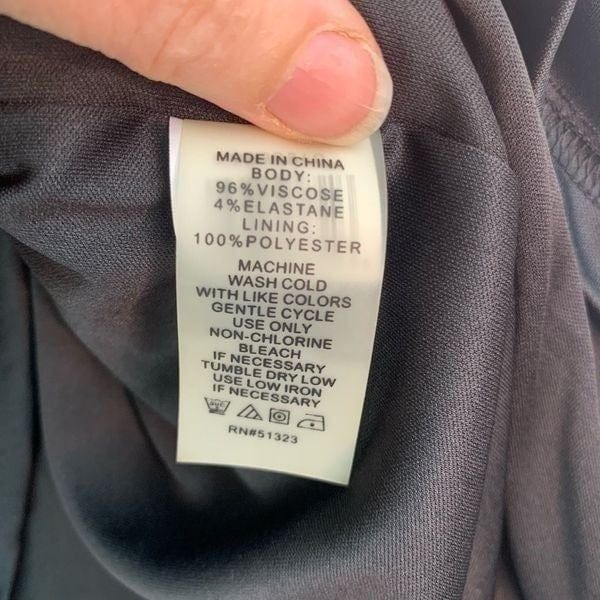 MADE IN CHINA
BODY:
96%VISCOSE
4%ELASTANE
LINING:
100%POLYESTER
MACHINE
WASH COLD
WITH LIKE COLORS
GENTLE CYCLE
USE ONLY
NON-CHLORINE
BLEACH
IF NECESSARY
TUMBLE DRY LOW
USE LOW IRON
IF NECESSARY
RN#51323